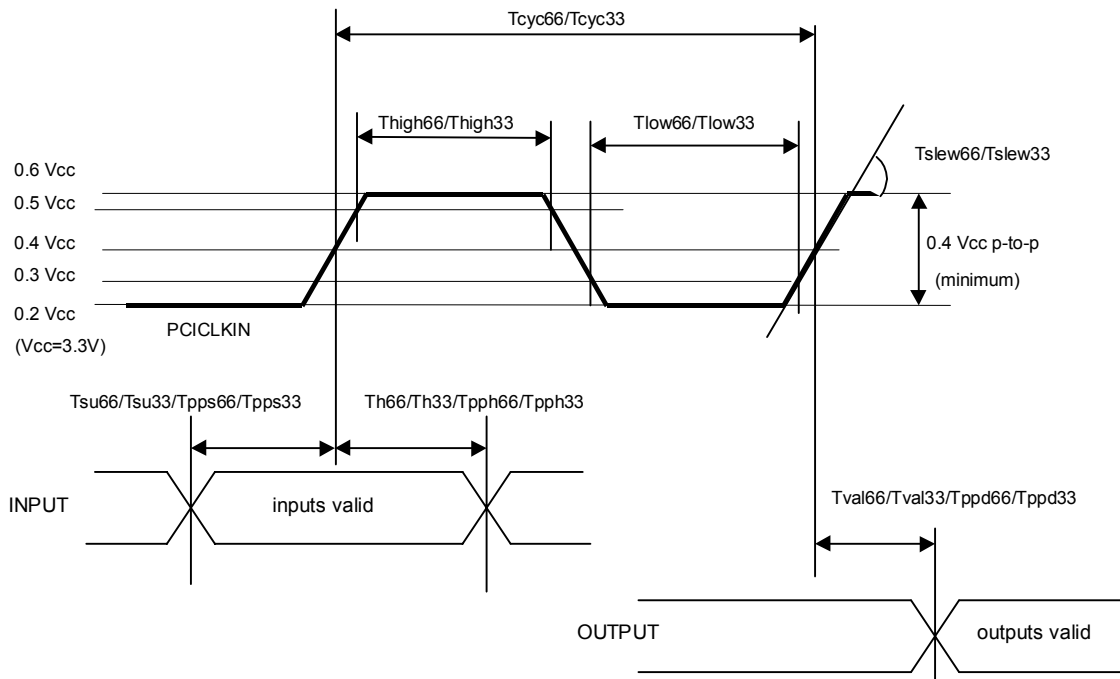 Tcyc66/Tcyc33
Thigh66/Thigh33
Tlow66/Tlow33
Tslew66/Tslew33
0.6 Vcc
0.5 Vcc
0.4 Vcc
0.4 Vcc p-to-p
0.3 Vcc
(minimum)
0.2 Vcc
PCICLKIN
(Vcc=3.3V)
Tsu66/Tsu33/Tpps66/Tpps33
Th66/Th33/Tpph66/Tpph33
INPUT
inputs valid
Tval66/Tval33/Tppd66/Tppd33
OUTPUT
outputs valid